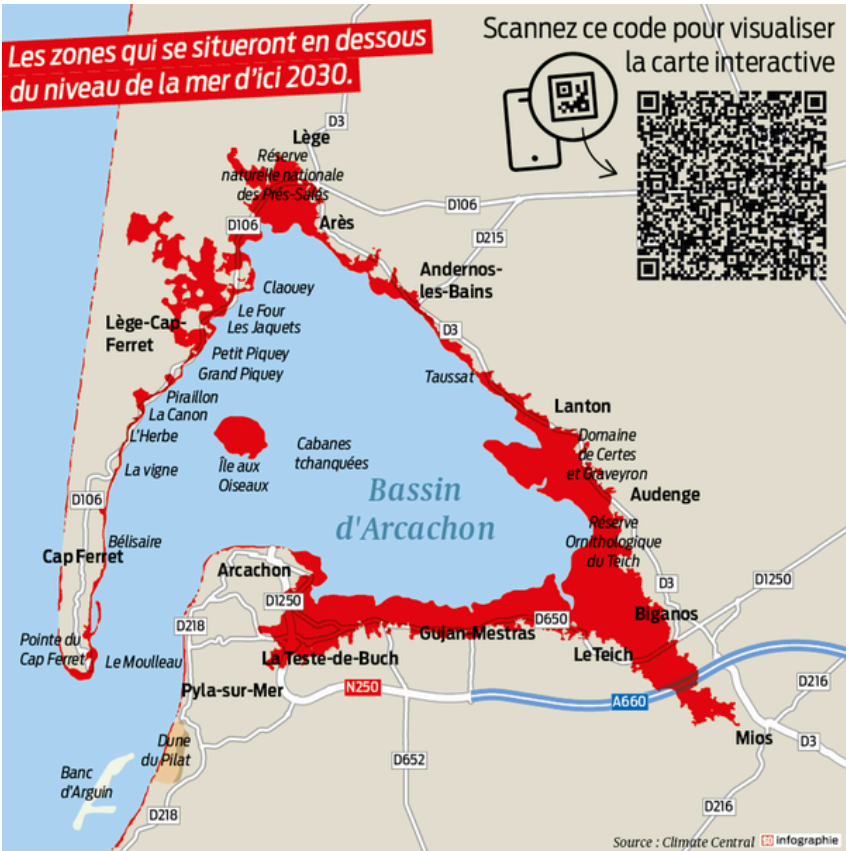 Les zones qui se situeront en dessous
du niveau de la mer d'ici 2030.
Scannez ce code pour visualiser
la carte interactive
D3
Lège
Réserve
naturelle nationale
des Prés-Salés
D106
D106
Arès
D215
Andernos-
les-Bains
Claouey
Le Four
Les Jaquets
Lège-Cap-
Ferret
D3
Petit Piquey
Grand Piquey
Taussat
Piraillon
La Canon
L'Herbe
Lanton
Île aux
Oiseaux
Cabanes
tchanquées
Domaine
de Certes
et Graveyron
La vigne
Bassin
d'Arcachon
D106
Audenge
Réserve
Ornithologique
du Teich
Bélisaire
Cap Ferret
Arcachon
D3
D1250
D1250
D218
D650
Biganos
Gujan-Mestras
Pointe du
Cap Ferret
Le Moulleau
La Teste-de-Buch
Le Teich
Pyla-sur-Mer
N250
A660
D216
Dune
du Pilat
Mios
D3
D652
Banc
d'Arguin
D218
D216
Source : Climate Central
SO infographie